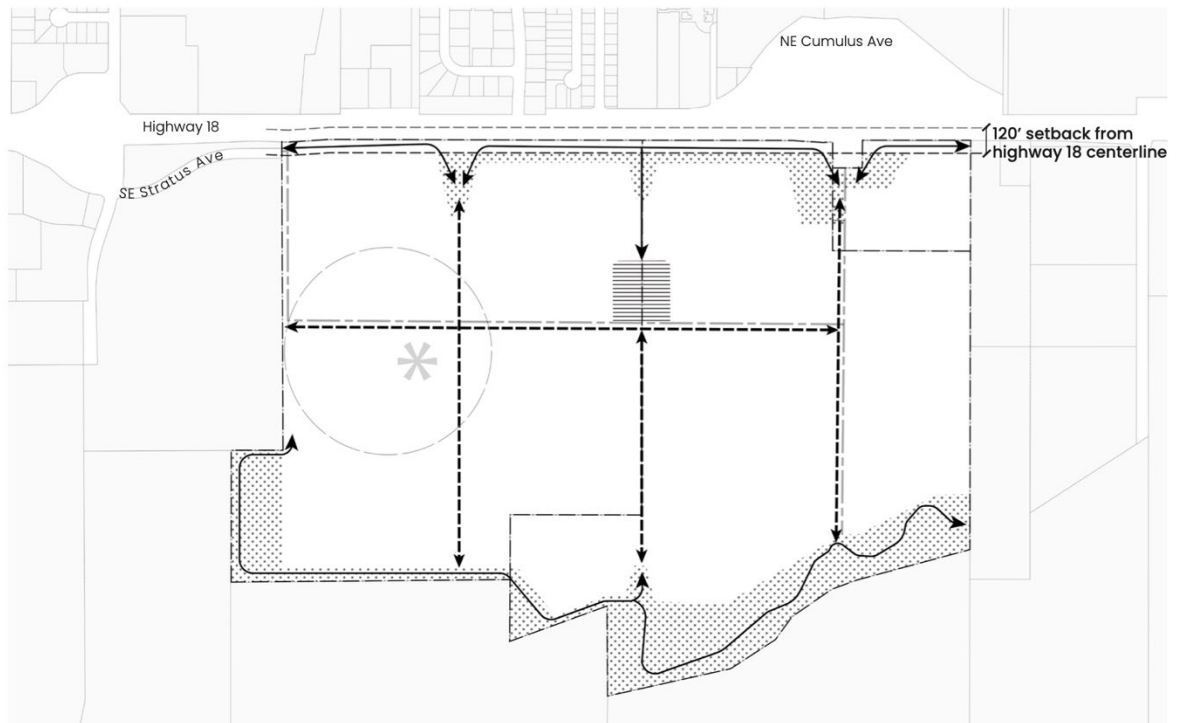 NE Cumulus Ave
Highway 18
120' setback from
highway 18 centerline
SE Stratus Ave